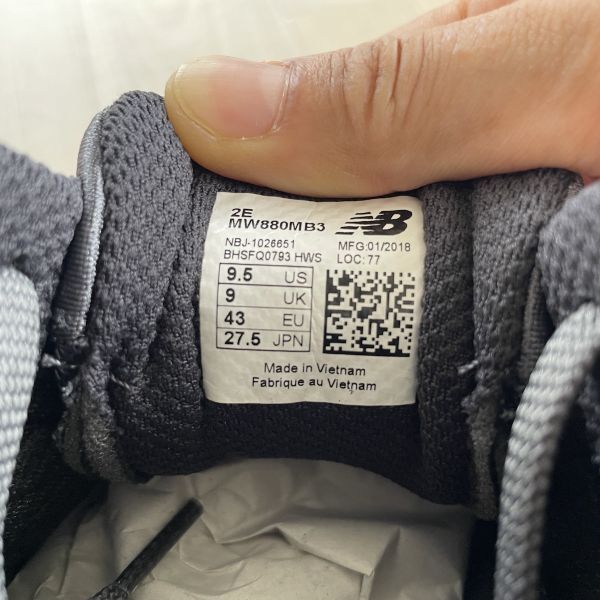 2E
MW880MB3
NB
NBJ-1026651
MFG:01/2018
BHSFQ0793 HWS
LOC:77
9.5 US
9 UK
43 EU
27.5 JPN
Made in Vietnam
Fabrique au Vietnam